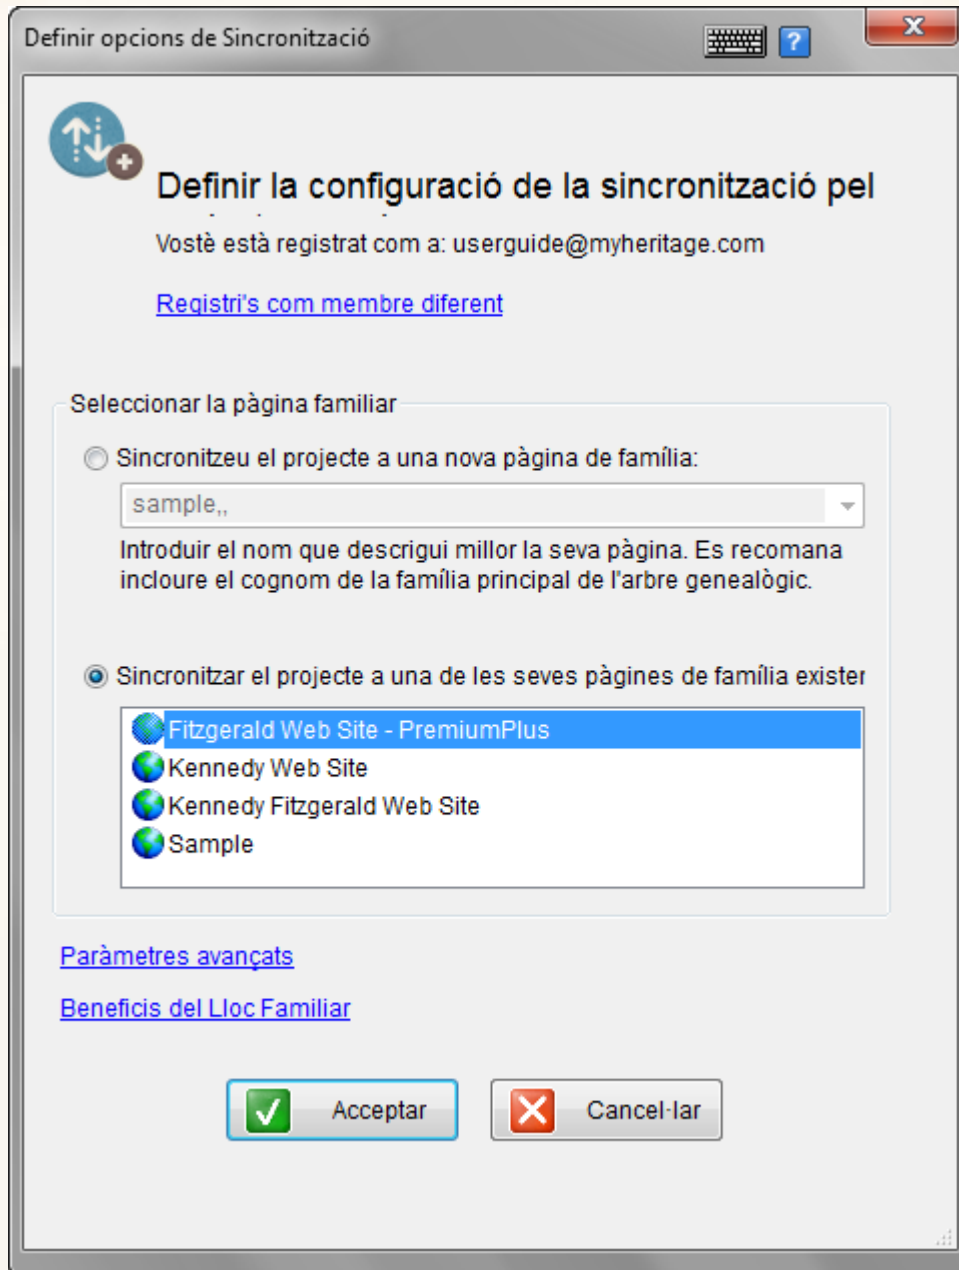 Definir opcions de Sincronització
?
X
Definir la configuració de la sincronització pel
Vostè està registrat com a: userguide@myheritage.com
Registri's com membre diferent
Seleccionar la pàgina familiar
Sincronitzeu el projecte a una nova pàgina de família:
sample,,
Introduir el nom que descrigui millor la seva pàgina. Es recomana
incloure el cognom de la família principal de l'arbre genealògic.
Sincronitzar el projecte a una de les seves pàgines de família exister
Fitzgerald Web Site - PremiumPlus
Kennedy Web Site
Kennedy Fitzgerald Web Site
Sample
Paràmetres avançats
Beneficis del Lloc Familiar
Acceptar
Cancel·lar